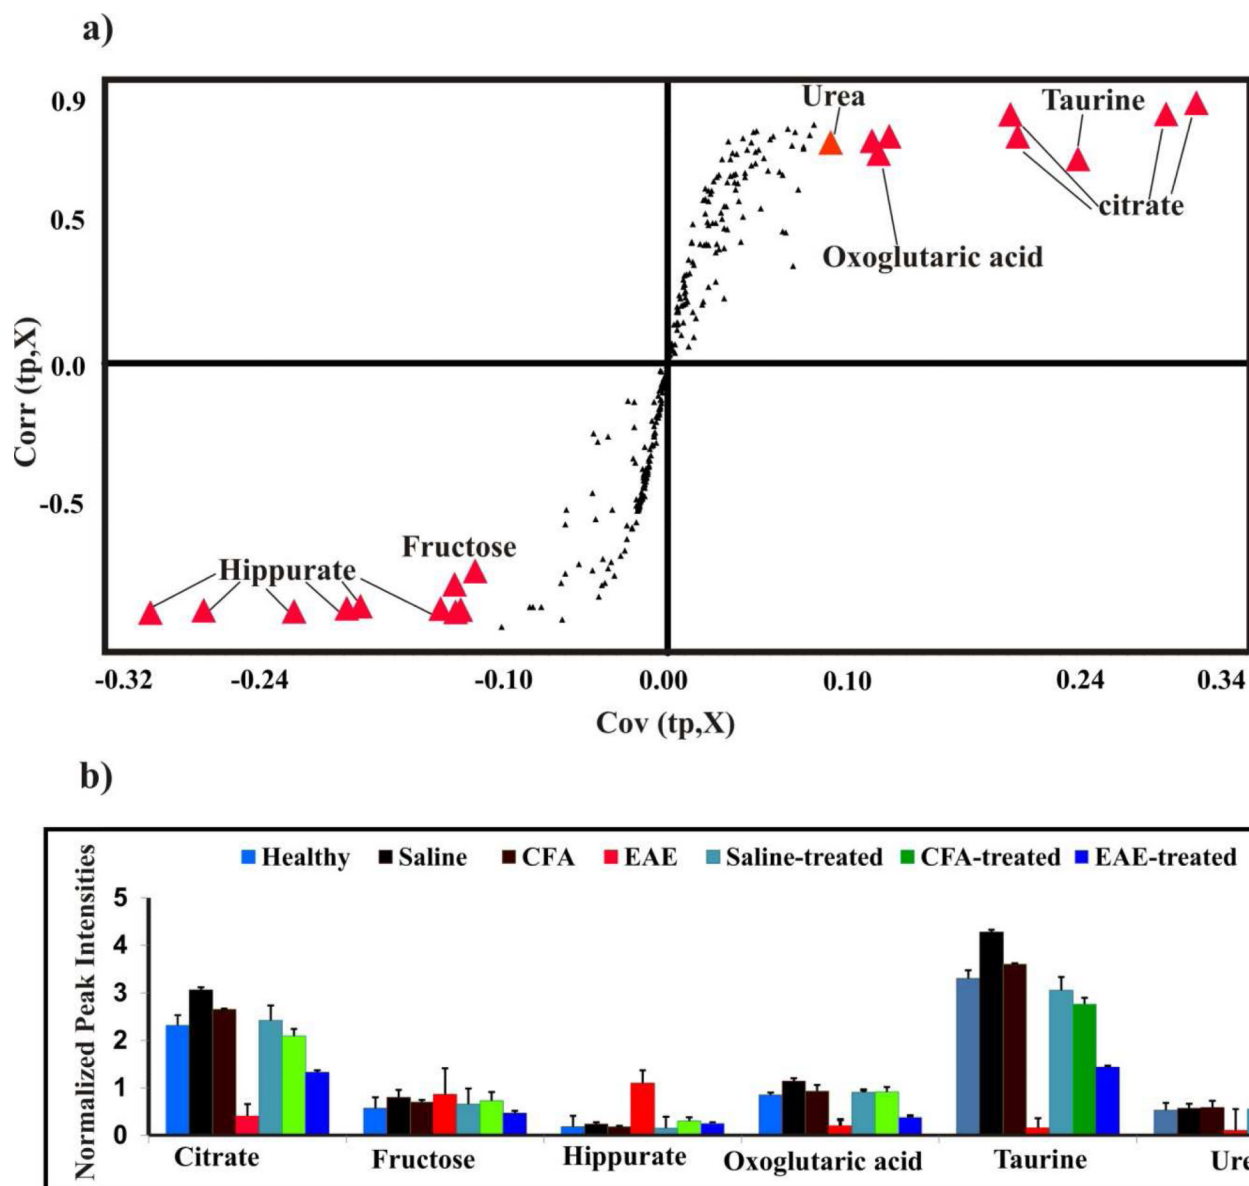 a)
0.9
0.5
0.0
-0.5
Corr (tp,X)
Urea
Taurine
citrate
Oxoglutaric acid
Fructose
Hippurate
-0.32 -0.24 -0.10 0.00 0.10 0.24 0.34
Cov (tp,X)
b)
Healthy Saline CFA EAE Saline-treated CFA-treated EAE-treated
Normalized Peak Intensities
5
4
3
2
1
0
Citrate Fructose Hippurate Oxoglutaric acid Taurine Ure